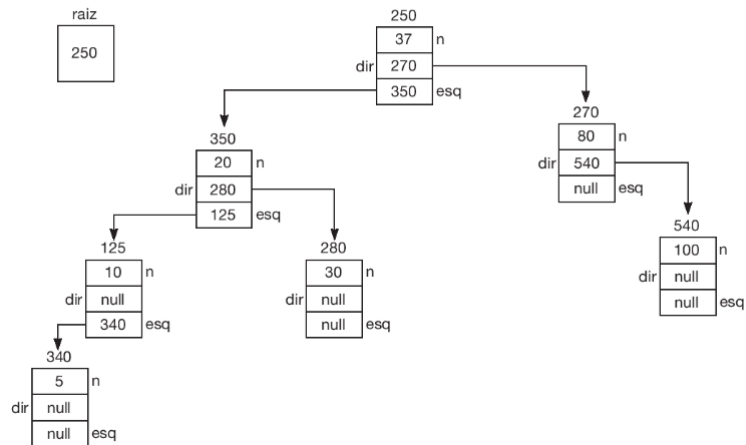 raiz
250
250
37 n
dir 270
350 esq
270
80 n
dir 540
null esq
350
20 n
dir 280
125 esq
540
100 n
dir null
null esq
125
10 n
dir null
340 esq
280
30 n
dir null
null esq
340
5 n
dir null
null esq